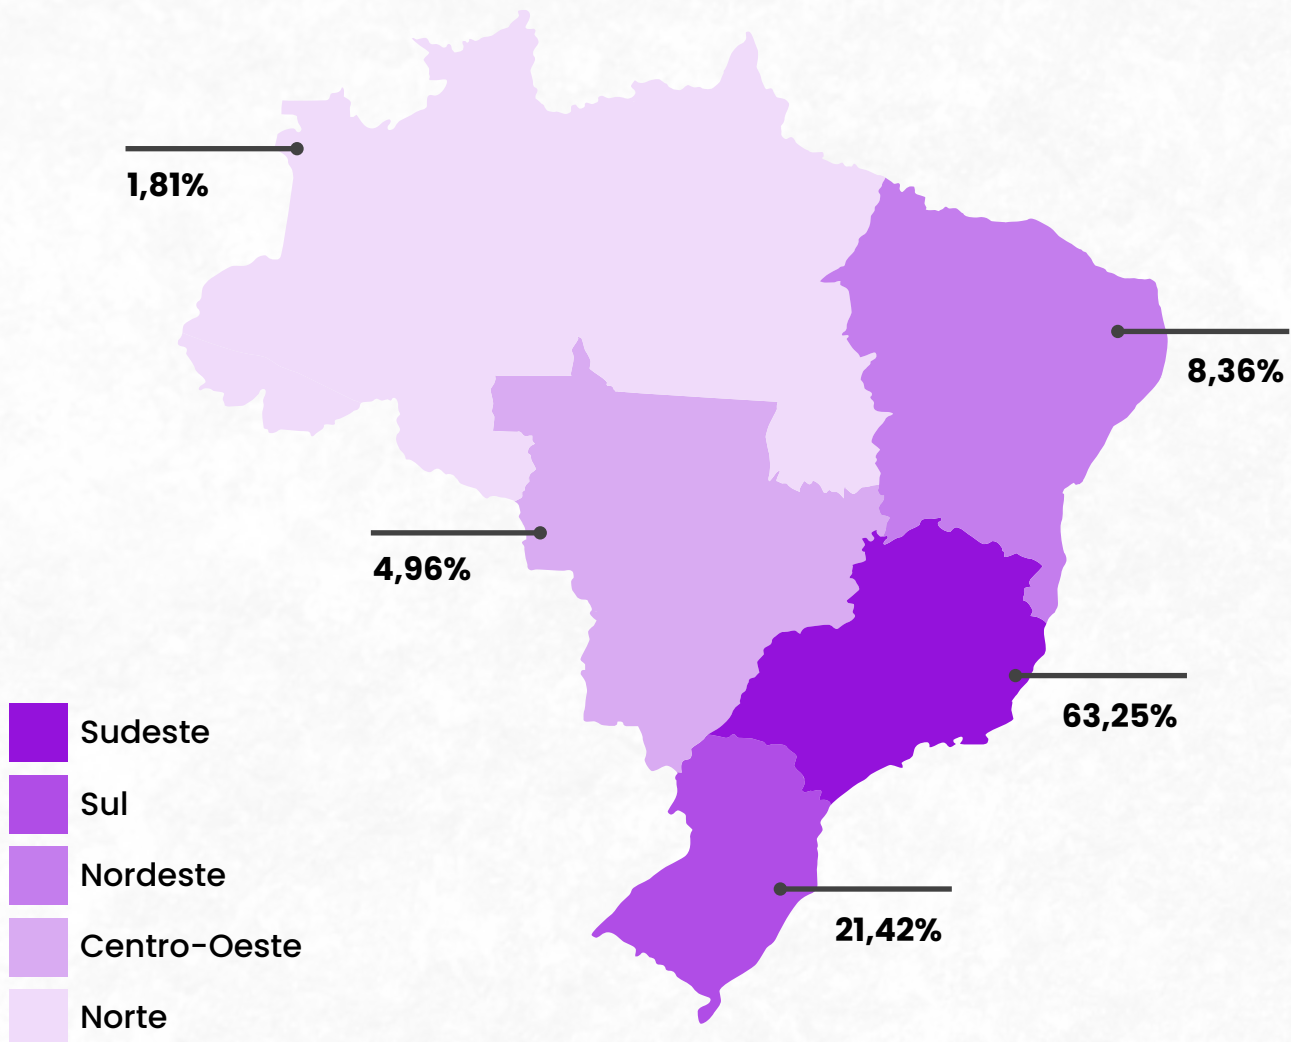 1,81%
8,36%
4,96%
63,25%
21,42%
Sudeste
Sul
Nordeste
Centro-Oeste
Norte